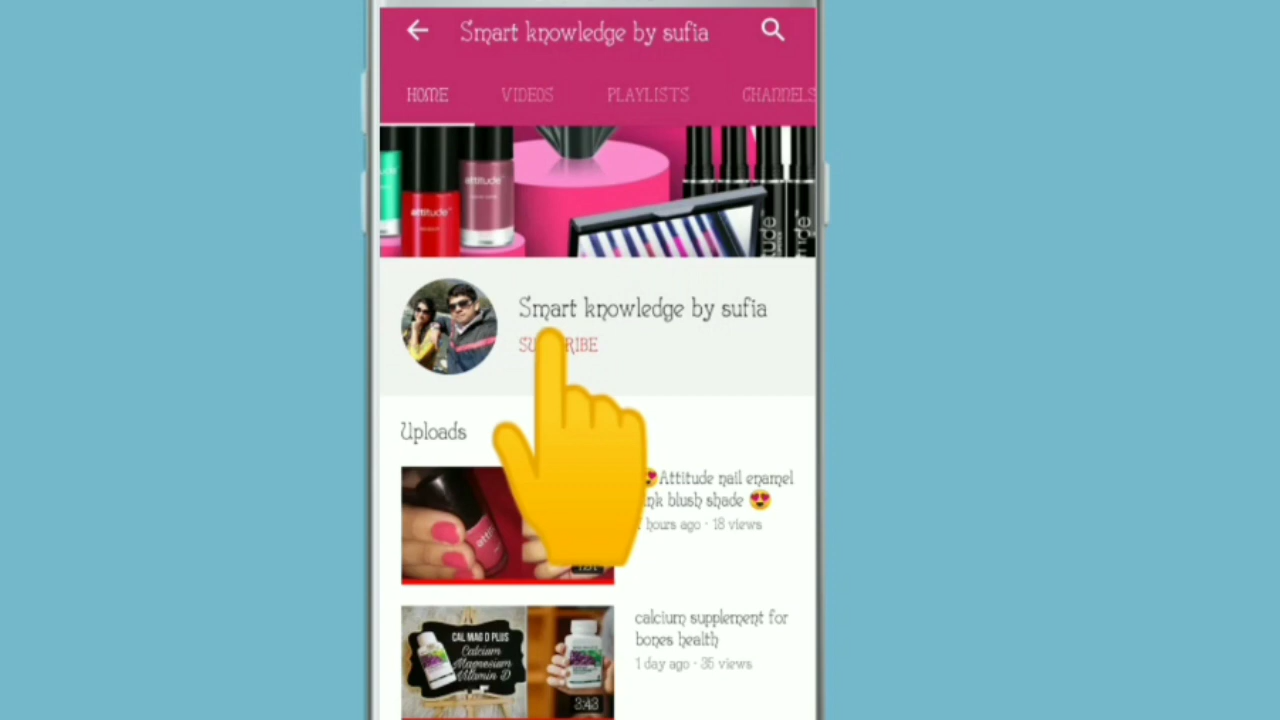 Smart knowledge by sufia
HOME VIDEOS PLAYLISTS CHANNELS
attitude
attitude
Smart knowledge by sufia
Uploads
Attitude nail enamel
blush shade
hours ago · 18 views
calcium supplement for
bones health
1 day ago · 35 views
CAL MAG D PLUS
Calcium
Magnesium
Vitamin D
3:43